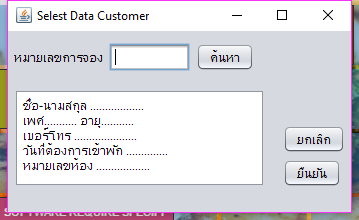 Selest Data Customer
หมายเลขการจอง ค้นหา
ชื่อ-นามสกุล ..................
เพศ........... อายุ...........
เบอร์โทร .....................
วันที่ต้องการเข้าพัก ..............
หมายเลขห้อง ..................
ยกเลิก
ยืนยัน
SOFTWARE REQUIRE SPECIF